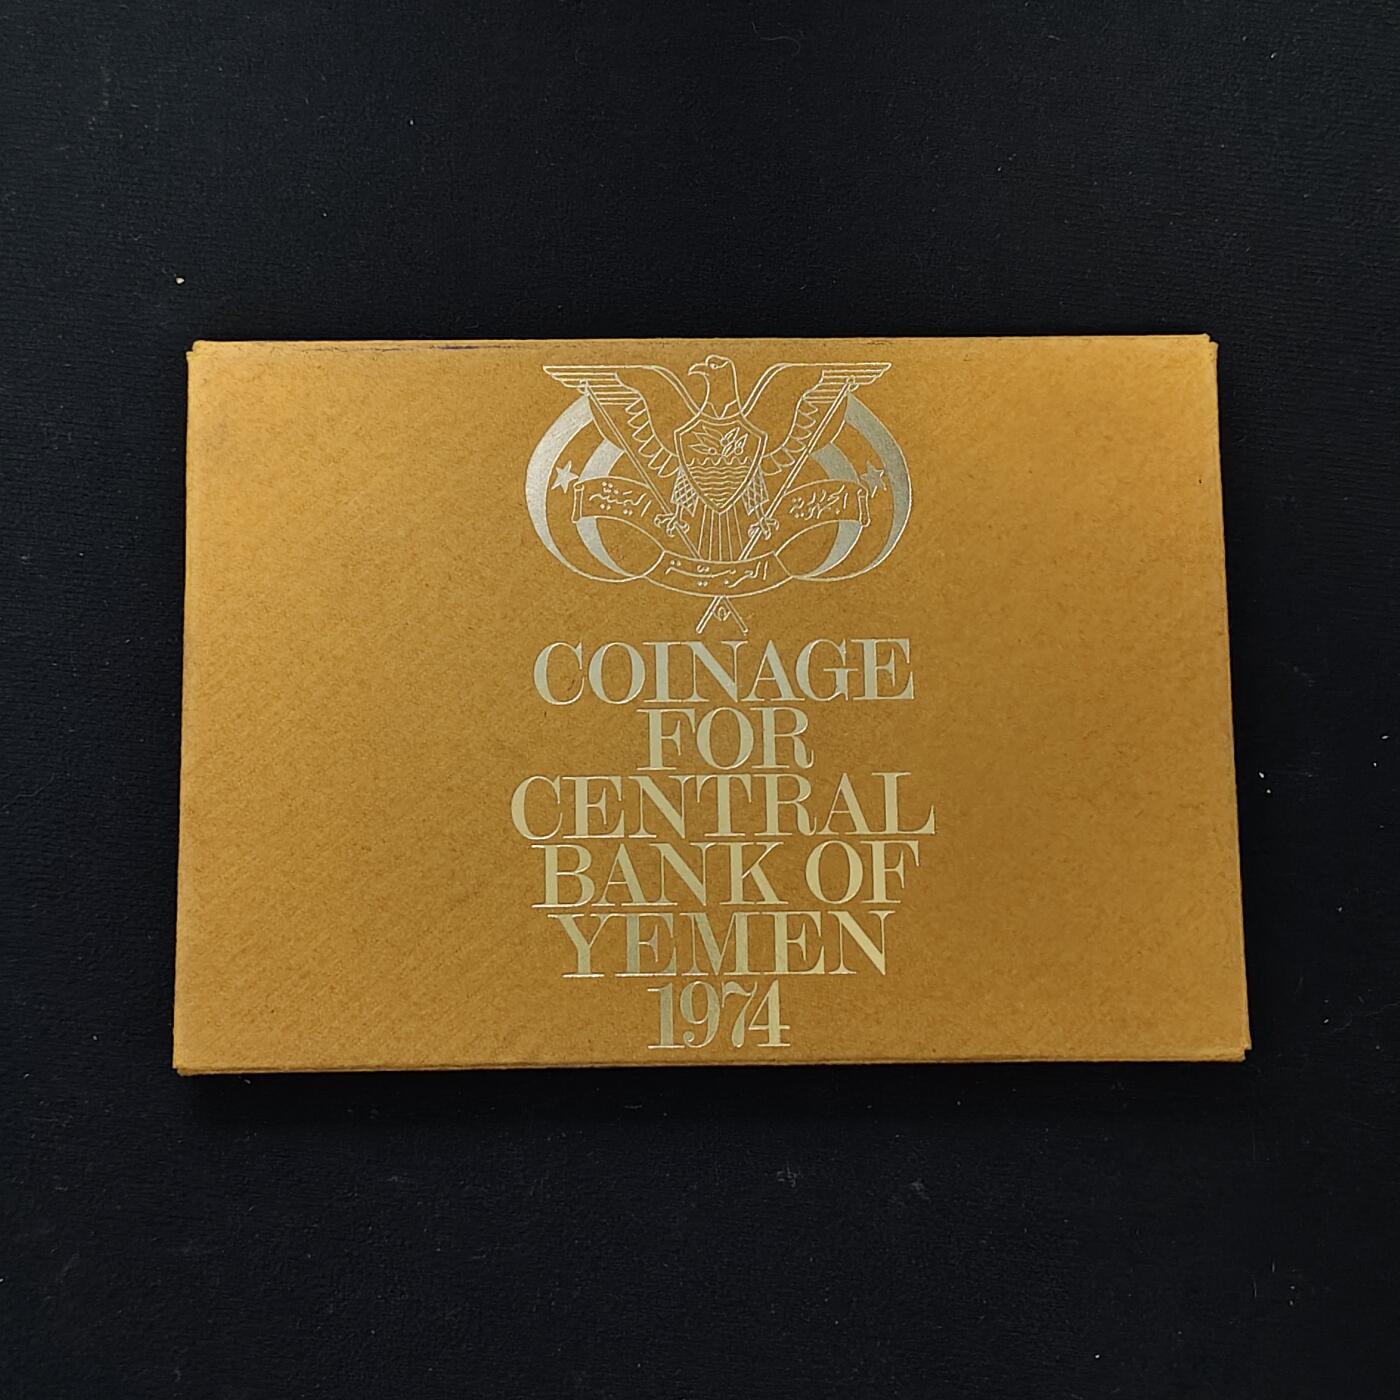 الجمهورية
العربية
اليمنية
COINAGE
FOR
CENTRAL
BANK OF
YEMEN
1974